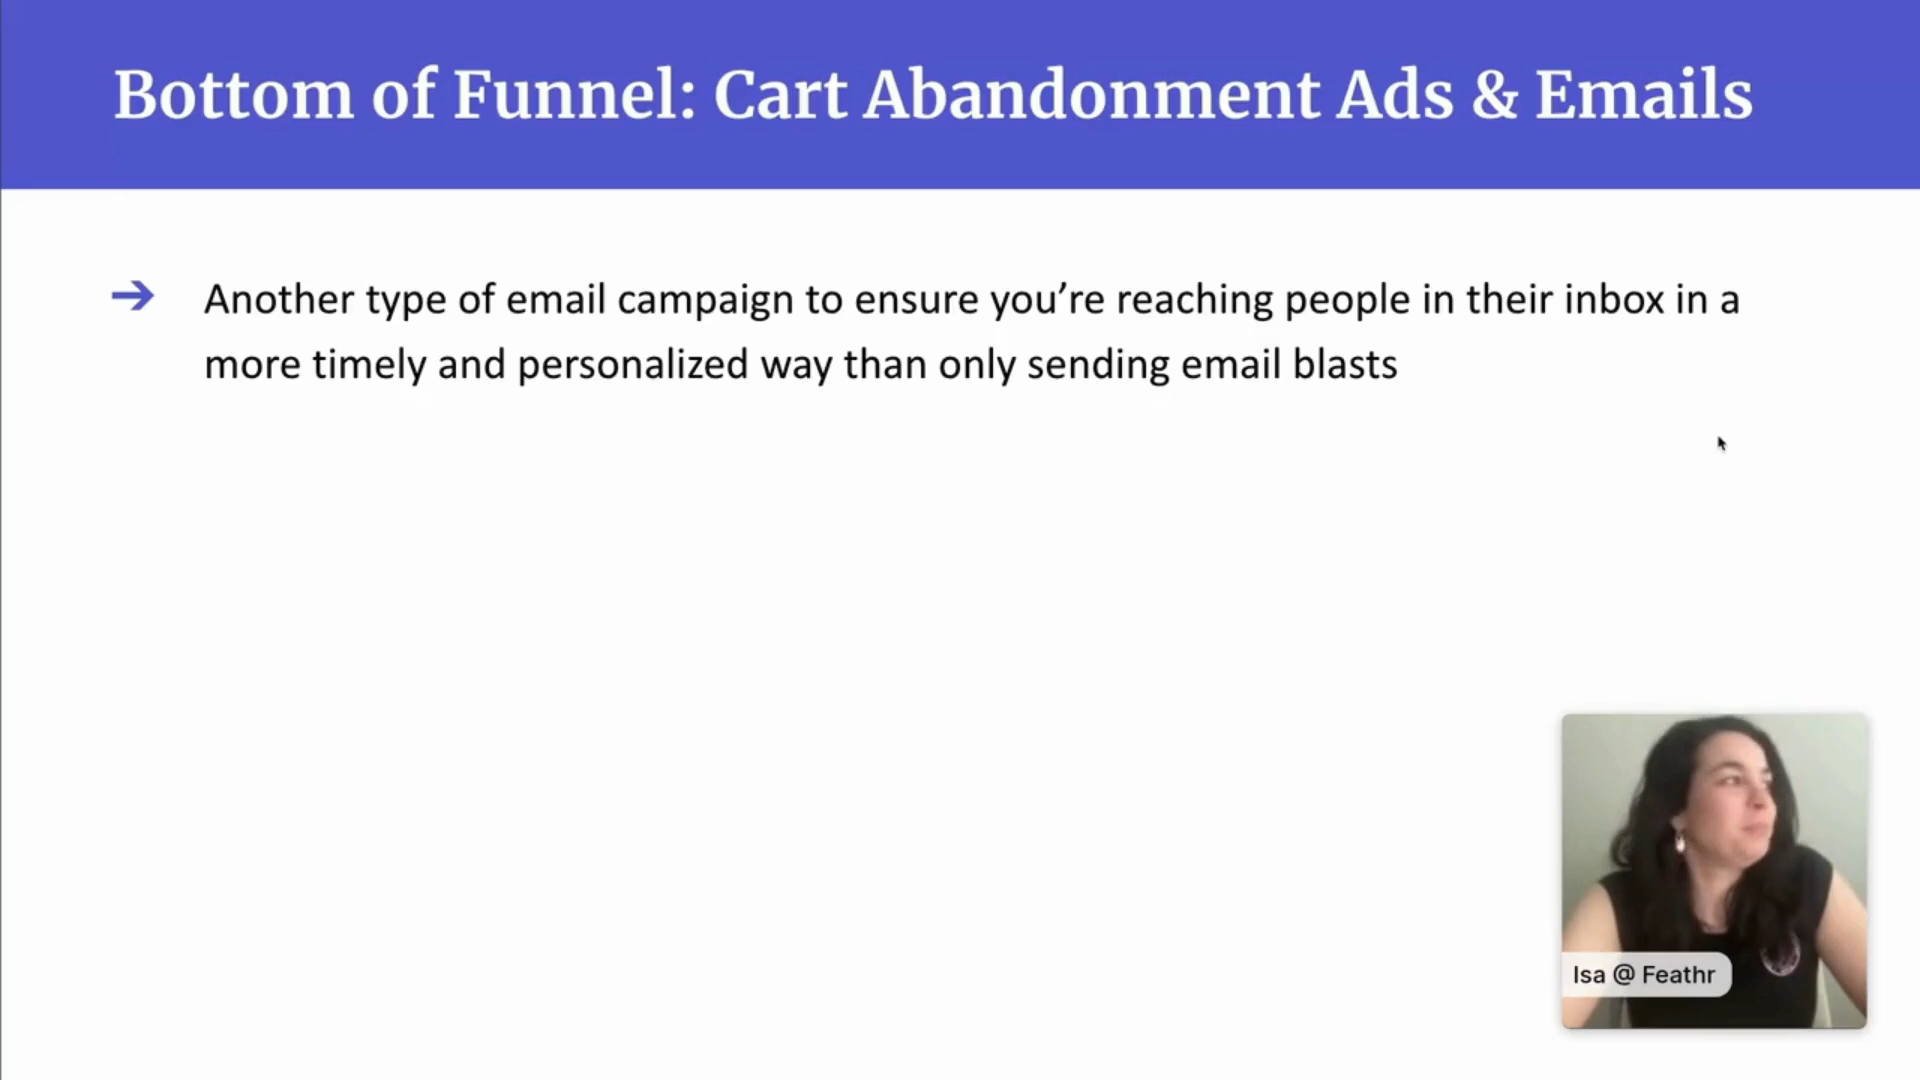 Bottom of Funnel: Cart Abandonment Ads & Emails
➔ Another type of email campaign to ensure you’re reaching people in their inbox in a
more timely and personalized way than only sending email blasts
Isa @ Feathr